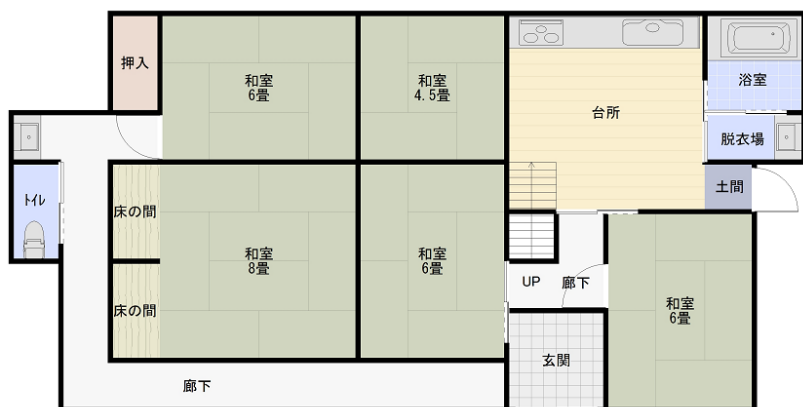 押入
和室
6畳
和室
4.5畳
台所
浴室
脱衣場
土間
トイレ
床の間
和室
8畳
和室
6畳
床の間
UP
廊下
和室
6畳
玄関
廊下